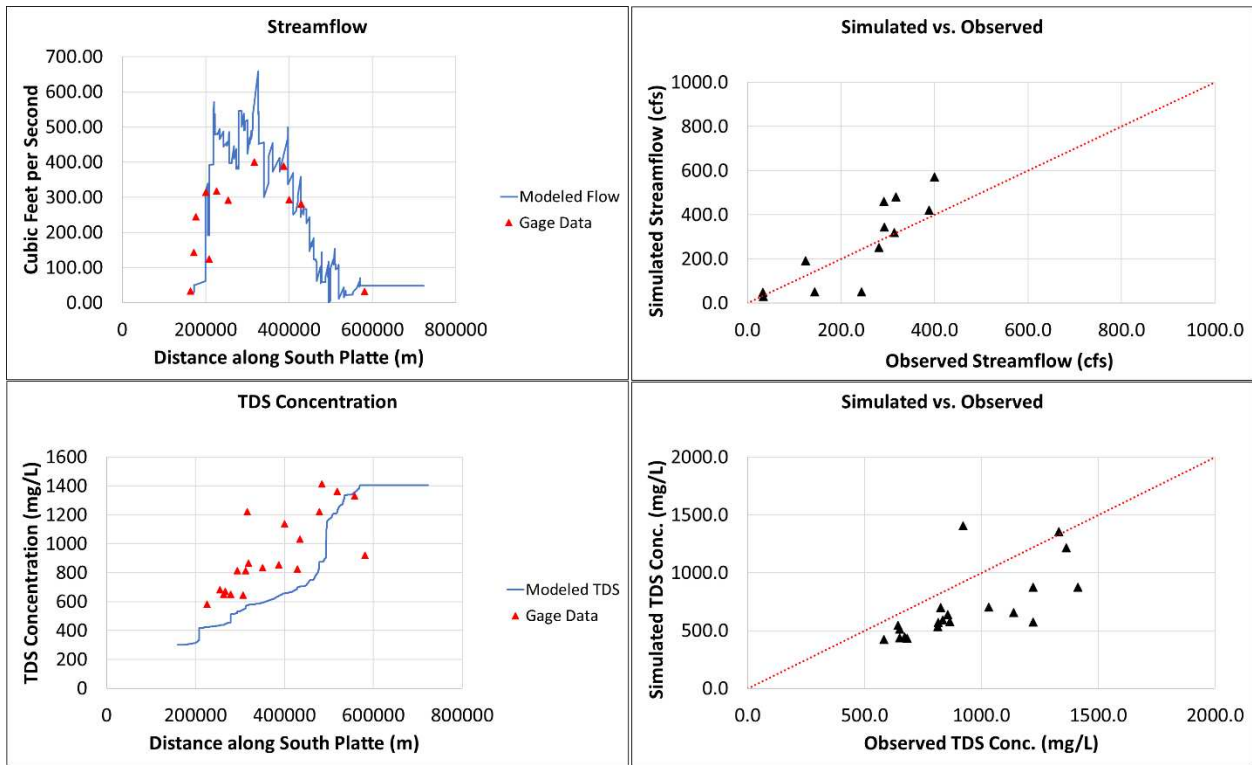 Streamflow
700.00
600.00
500.00
400.00
300.00
200.00
100.00
0.00
0 200000 400000 600000 800000
Cubic Feet per Second
Distance along South Platte (m)
Modeled Flow
Gage Data
Simulated vs. Observed
1000.0
800.0
600.0
400.0
200.0
0.0
0.0 200.0 400.0 600.0 800.0 1000.0
Simulated Streamflow (cfs)
Observed Streamflow (cfs)
TDS Concentration
1600
1400
1200
1000
800
600
400
200
0
0 200000 400000 600000 800000
TDS Concentration (mg/L)
Distance along South Platte (m)
Modeled TDS
Gage Data
Simulated vs. Observed
2000.0
1500.0
1000.0
500.0
0.0
0.0 500.0 1000.0 1500.0 2000.0
Simulated TDS Conc. (mg/L)
Observed TDS Conc. (mg/L)